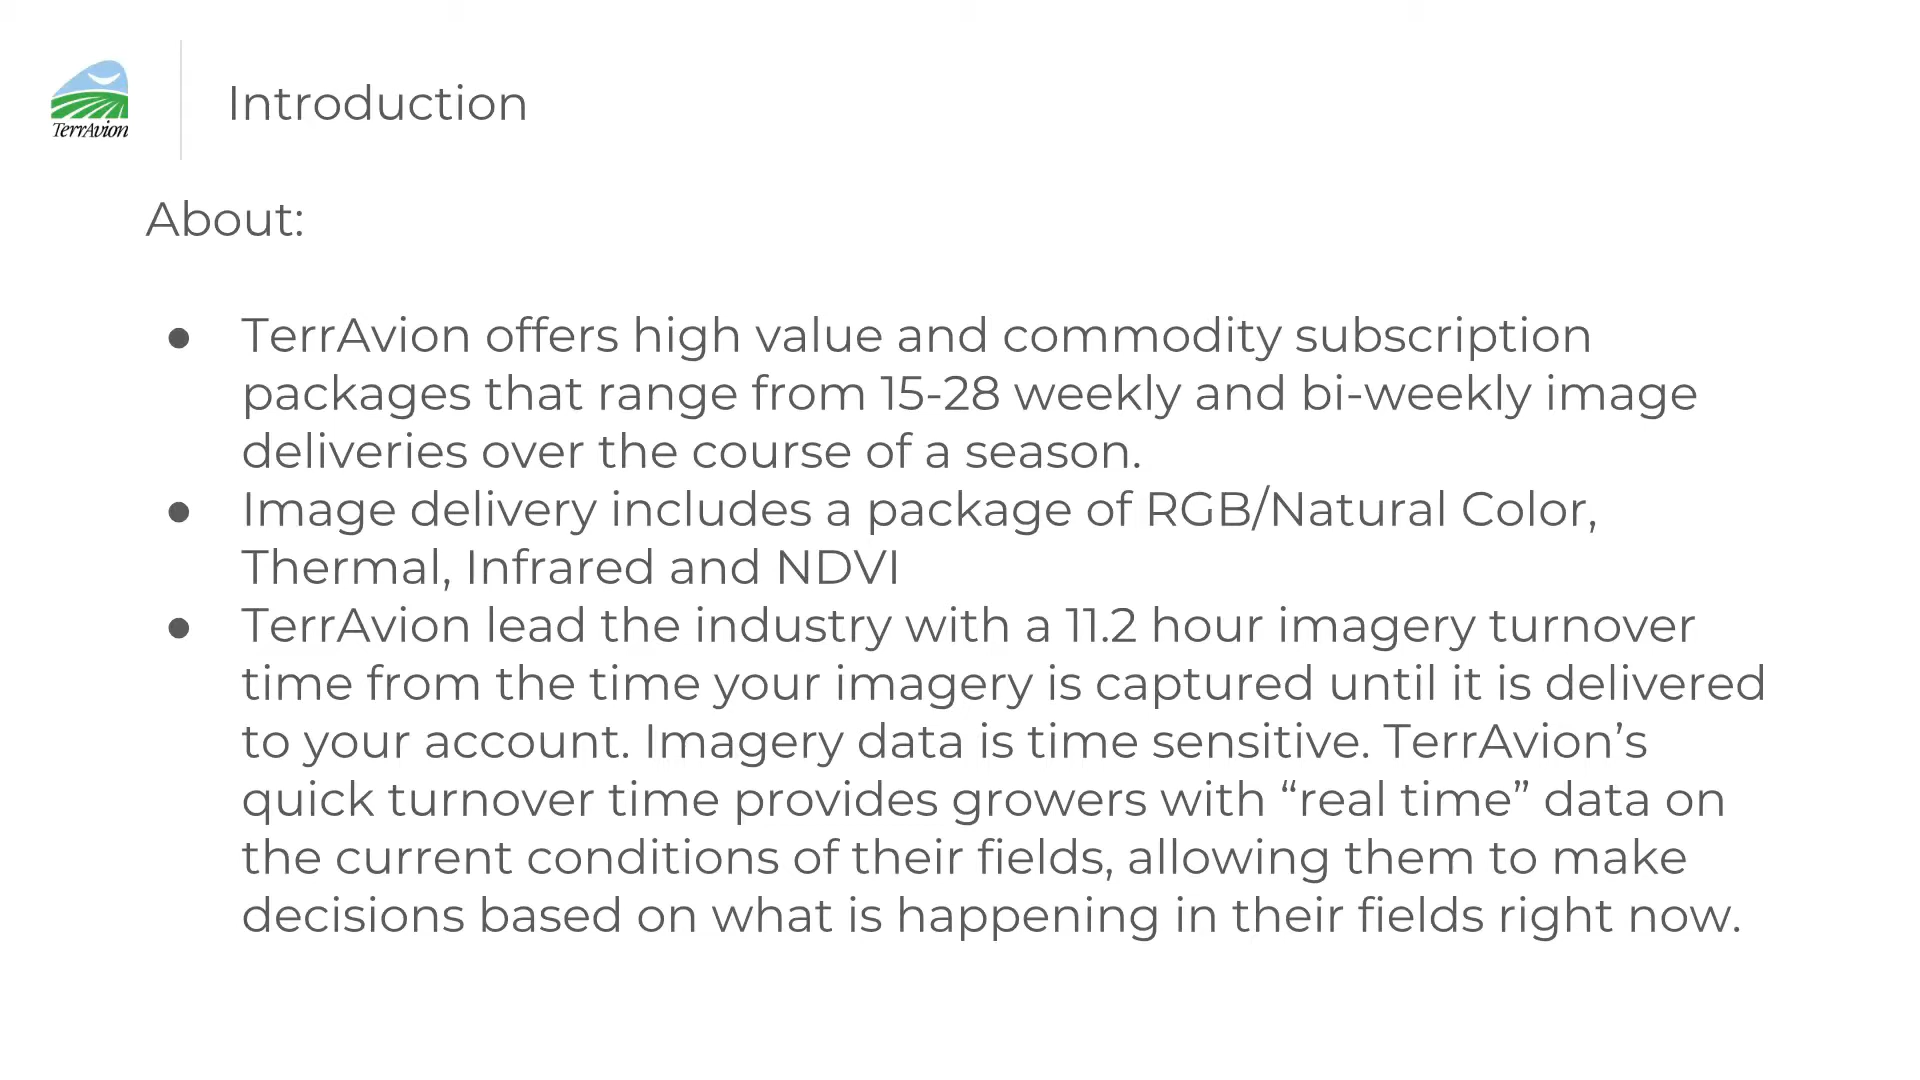 TerrAvion
Introduction
About:
● TerrAvion offers high value and commodity subscription
packages that range from 15-28 weekly and bi-weekly image
deliveries over the course of a season.
● Image delivery includes a package of RGB/Natural Color,
Thermal, Infrared and NDVI
● TerrAvion lead the industry with a 11.2 hour imagery turnover
time from the time your imagery is captured until it is delivered
to your account. Imagery data is time sensitive. TerrAvion’s
quick turnover time provides growers with “real time” data on
the current conditions of their fields, allowing them to make
decisions based on what is happening in their fields right now.